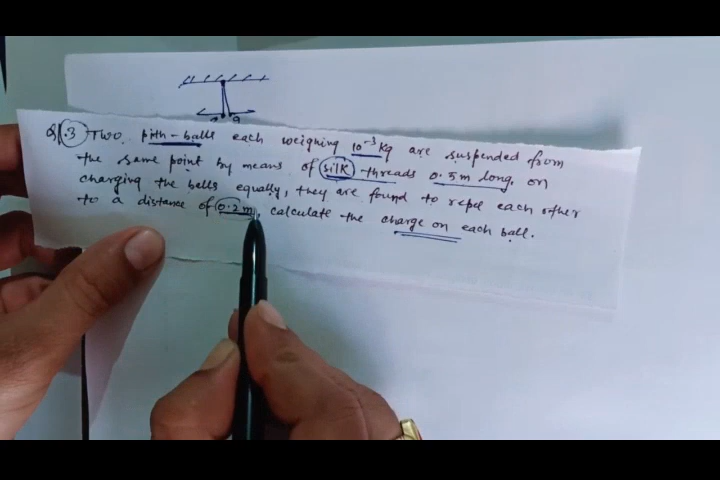 Q.3 Two pith-balls each weighing 10⁻³ Kg are suspended from
the same point by means of silk threads 0.5m long. on
charging the balls equally, they are found to repel each other
to a distance of 0.2m, calculate the charge on each ball.